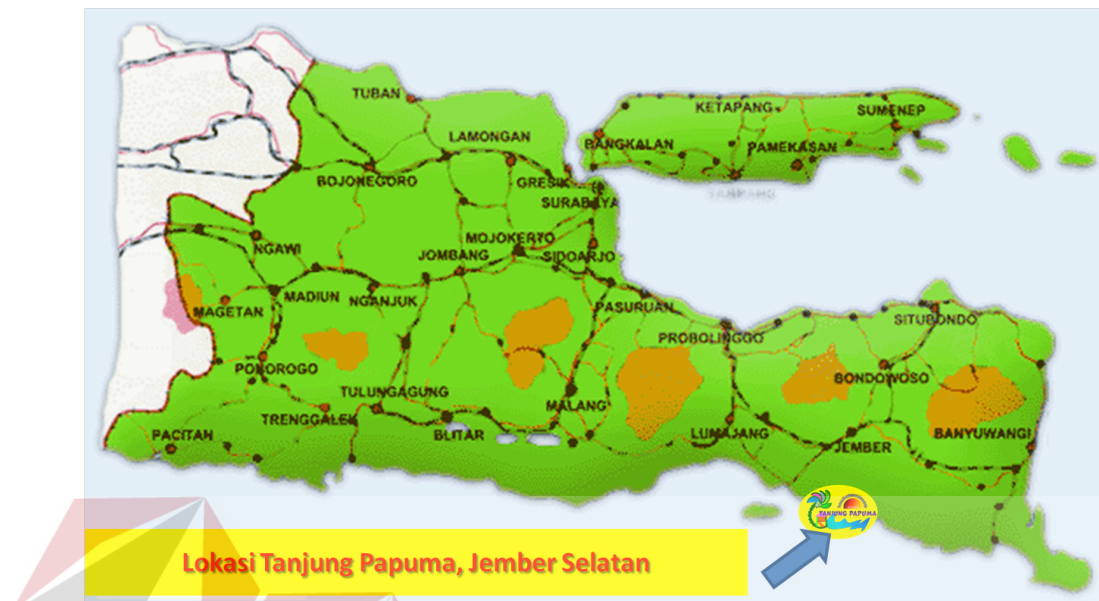 TUBAN
LAMONGAN
BOJONEGORO
GRESIK
SURABAYA
KETAPANG
SUMENEP
BANGKALAN
PAMEKASAN
SAMPANG
NGAWI
MOJOKERTO
JOMBANG
SIDOARJO
MAGETAN
MADIUN
NGANJUK
PASURUAN
PROBOLINGGO
SITUBONDO
PONOROGO
TULUNGAGUNG
BONDOWOSO
TRENGGALEK
MALANG
PACITAN
BLITAR
LUMAJANG
JEMBER
BANYUWANGI
TANJUNG PAPUMA
Lokasi Tanjung Papuma, Jember Selatan